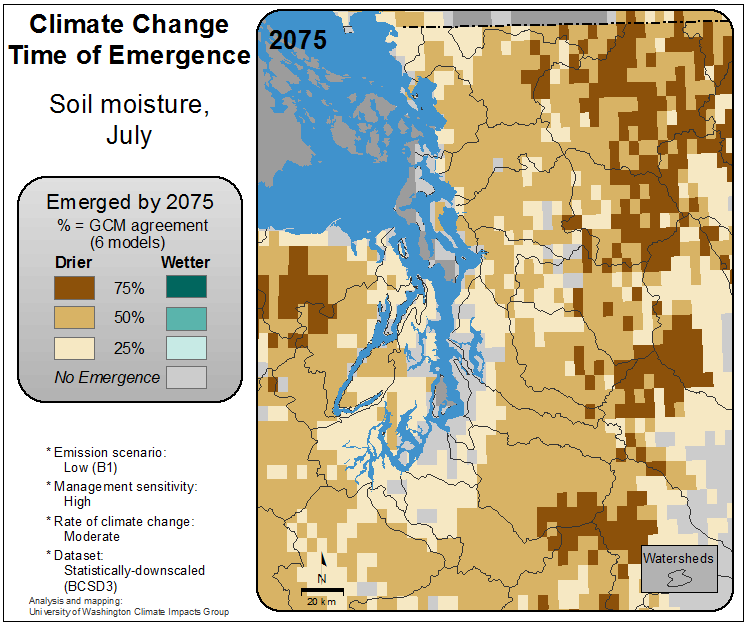 Climate Change
Time of Emergence
Soil moisture,
July
Emerged by 2075
% = GCM agreement
(6 models)
Drier Wetter
75%
50%
25%
No Emergence
* Emission scenario:
Low (B1)
* Management sensitivity:
High
* Rate of climate change:
Moderate
* Dataset:
Statistically-downscaled
(BCSD3)
Analysis and mapping:
University of Washington Climate Impacts Group
2075
N
20 km
Watersheds